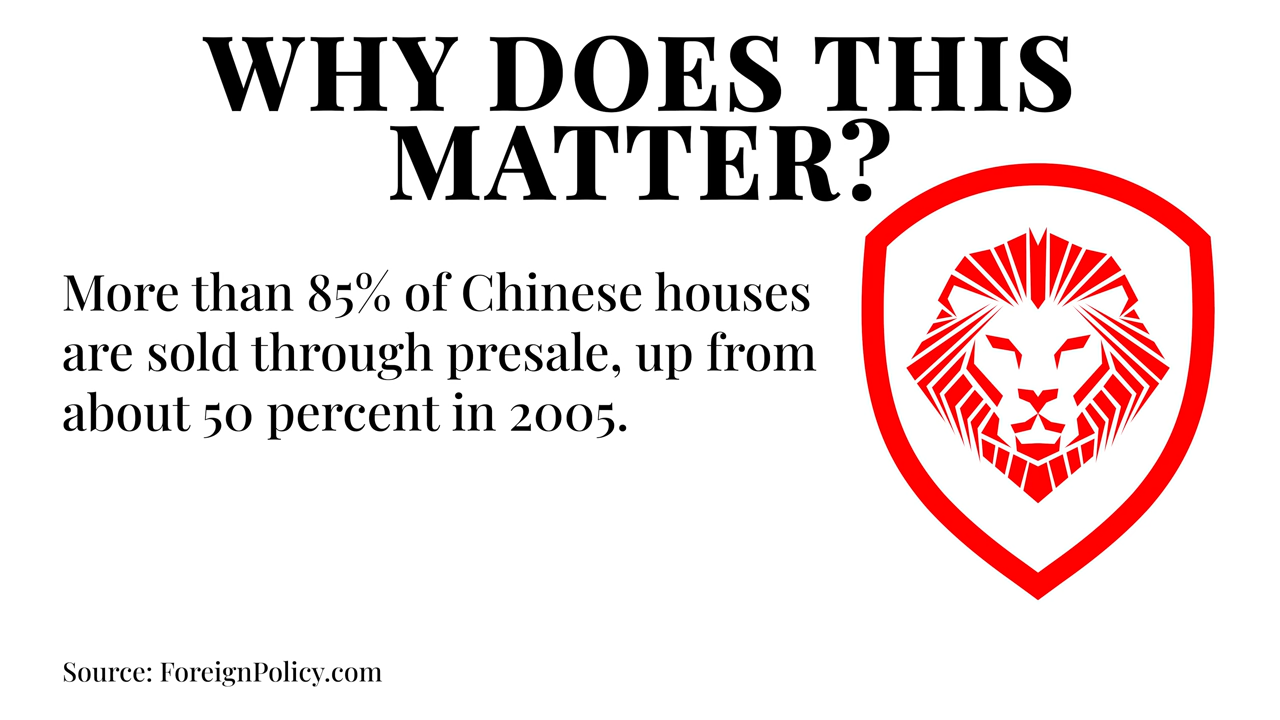 WHY DOES THIS
MATTER?
More than 85% of Chinese houses
are sold through presale, up from
about 50 percent in 2005.
Source: ForeignPolicy.com